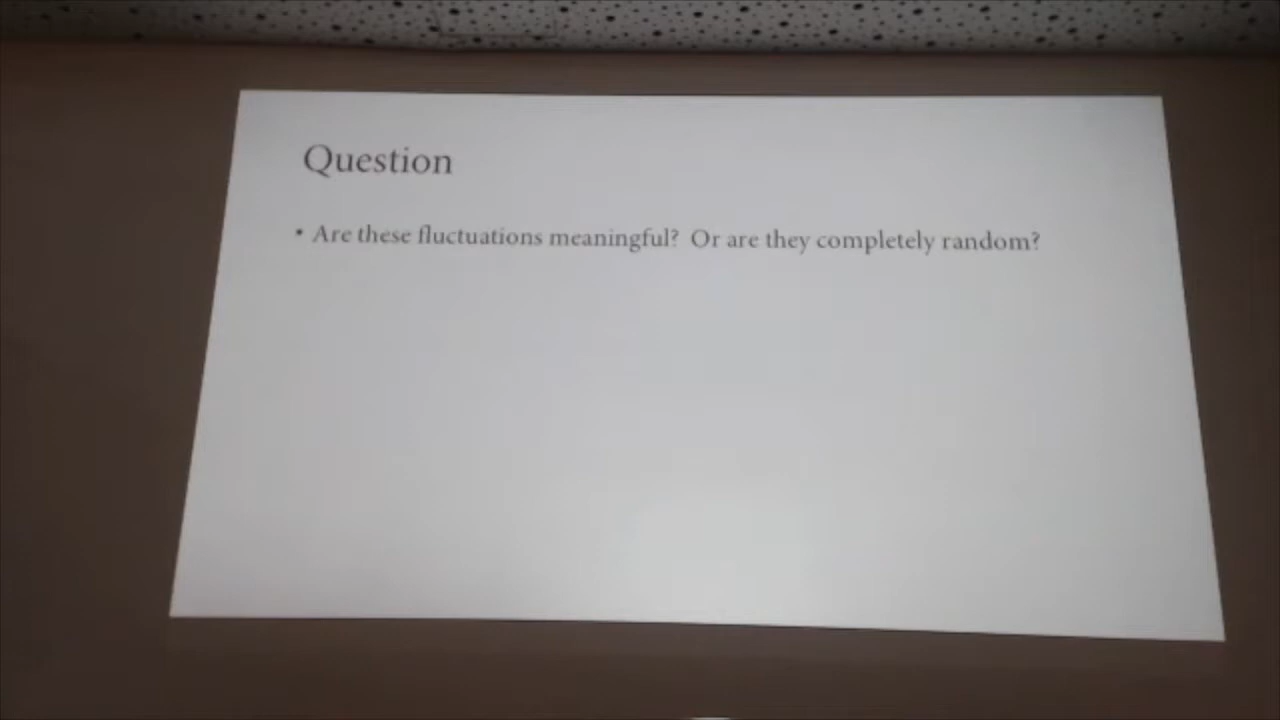 Question
• Are these fluctuations meaningful? Or are they completely random?